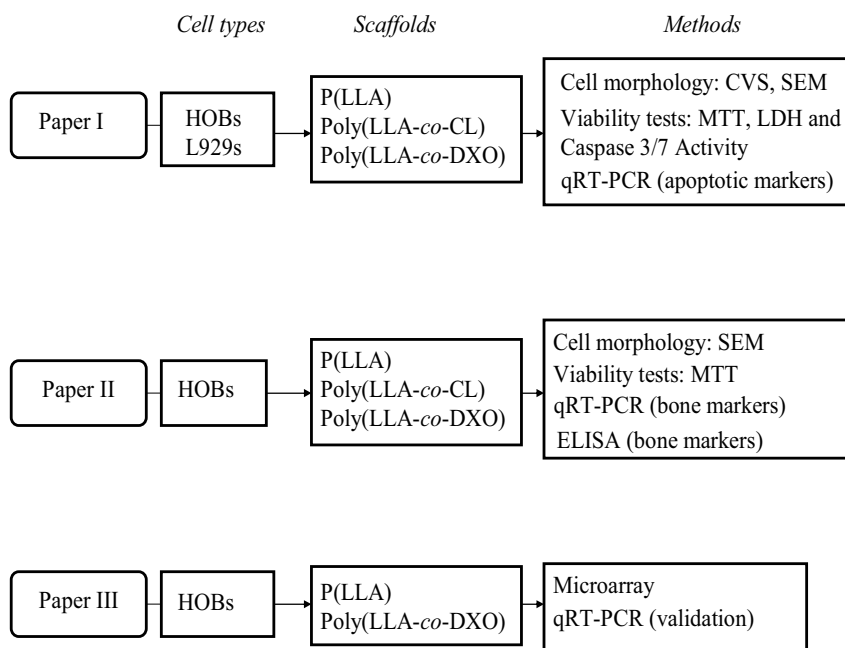 Cell types
Scaffolds
Methods
Paper I
HOBs
L929s
P(LLA)
Poly(LLA-co-CL)
Poly(LLA-co-DXO)
Cell morphology: CVS, SEM
Viability tests: MTT, LDH and
Caspase 3/7 Activity
qRT-PCR (apoptotic markers)
Paper II
HOBs
P(LLA)
Poly(LLA-co-CL)
Poly(LLA-co-DXO)
Cell morphology: SEM
Viability tests: MTT
qRT-PCR (bone markers)
ELISA (bone markers)
Paper III
HOBs
P(LLA)
Poly(LLA-co-DXO)
Microarray
qRT-PCR (validation)